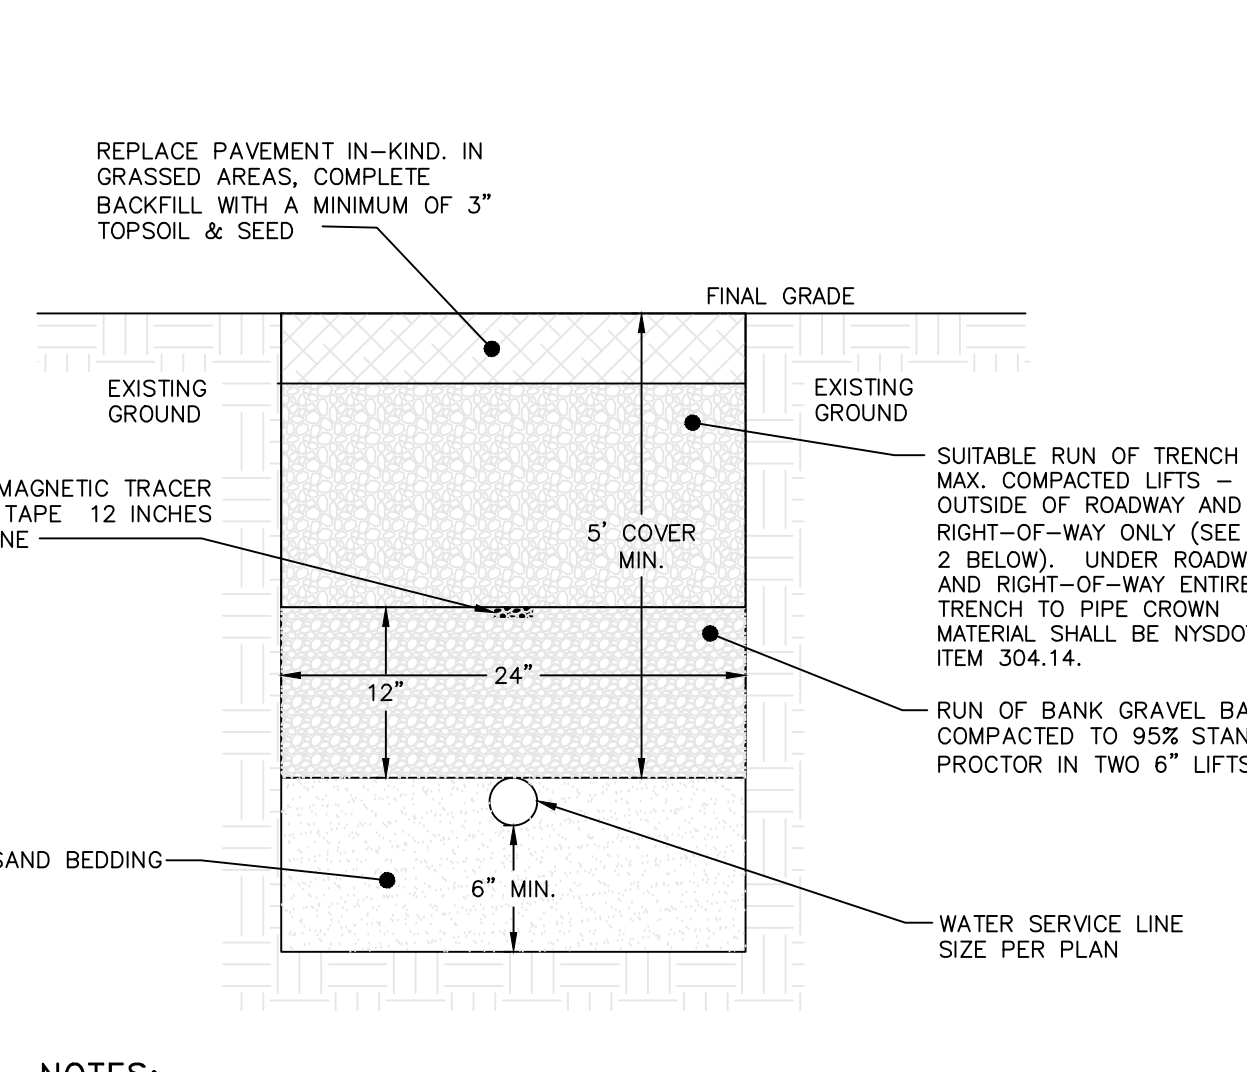 REPLACE PAVEMENT IN-KIND. IN
GRASSED AREAS, COMPLETE
BACKFILL WITH A MINIMUM OF 3"
TOPSOIL & SEED
FINAL GRADE
EXISTING
GROUND
EXISTING
GROUND
MAGNETIC TRACER
TAPE 12 INCHES
NE
SUITABLE RUN OF TRENCH
MAX. COMPACTED LIFTS -
OUTSIDE OF ROADWAY AND
RIGHT-OF-WAY ONLY (SEE
2 BELOW). UNDER ROADW
AND RIGHT-OF-WAY ENTIRE
TRENCH TO PIPE CROWN
MATERIAL SHALL BE NYSDOT
ITEM 304.14.
5' COVER
MIN.
24"
12"
RUN OF BANK GRAVEL BA
COMPACTED TO 95% STAN
PROCTOR IN TWO 6" LIFTS
SAND BEDDING
6" MIN.
WATER SERVICE LINE
SIZE PER PLAN
NOTES: